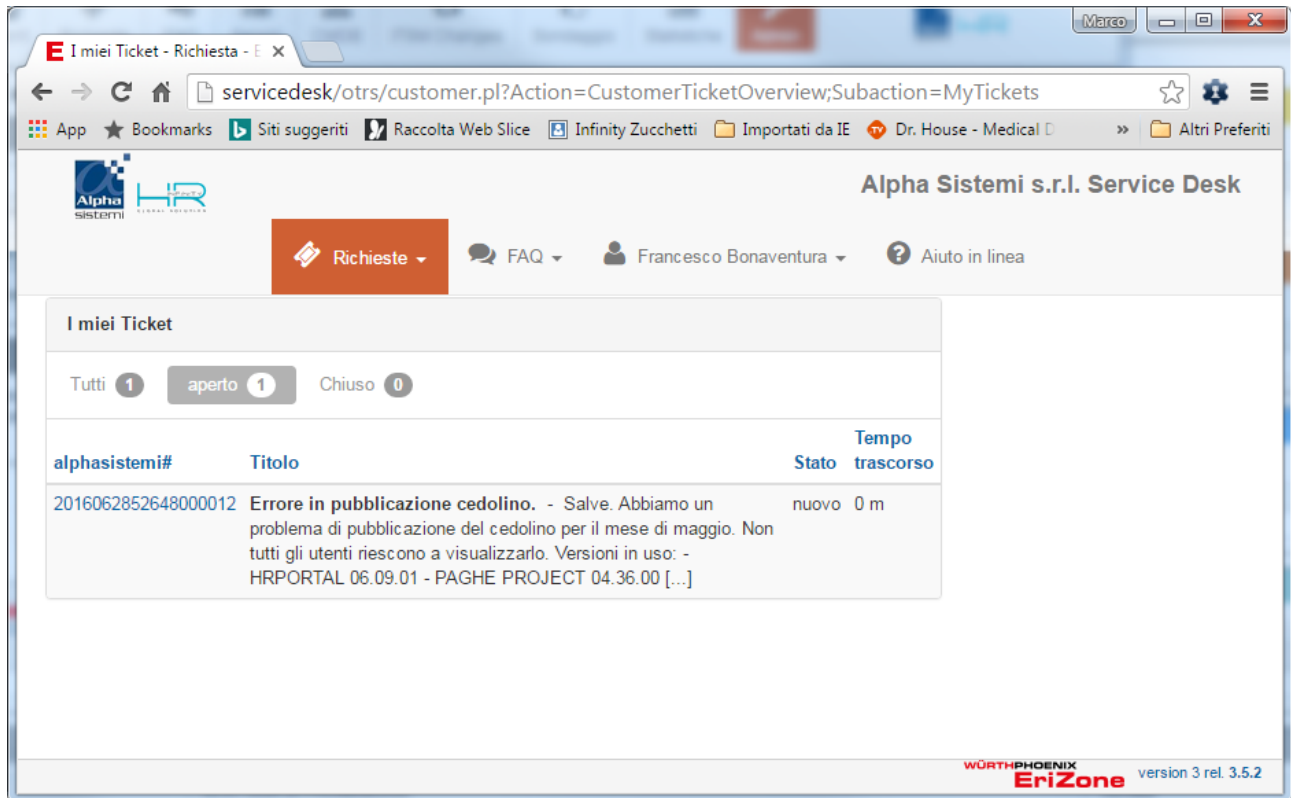 Marco
I miei Ticket - Richiesta - E
servicedesk/otrs/customer.pl?Action=CustomerTicketOverview;Subaction=MyTickets
App Bookmarks Siti suggeriti Raccolta Web Slice Infinity Zucchetti Importati da IE Dr. House - Medical D » Altri Preferiti
Alpha
sistemi
HR
Alpha Sistemi s.r.l. Service Desk
Richieste FAQ Francesco Bonaventura Aiuto in linea
I miei Ticket
Tutti 1 aperto 1 Chiuso 0
alphasistemi# Titolo Stato Tempo trascorso
2016062852648000012 Errore in pubblicazione cedolino. - Salve. Abbiamo un nuovo 0 m
problema di pubblicazione del cedolino per il mese di maggio. Non
tutti gli utenti riescono a visualizzarlo. Versioni in uso: -
HRPORTAL 06.09.01 - PAGHE PROJECT 04.36.00 [...]
WÜRTHPHOENIX
EriZone version 3 rel. 3.5.2